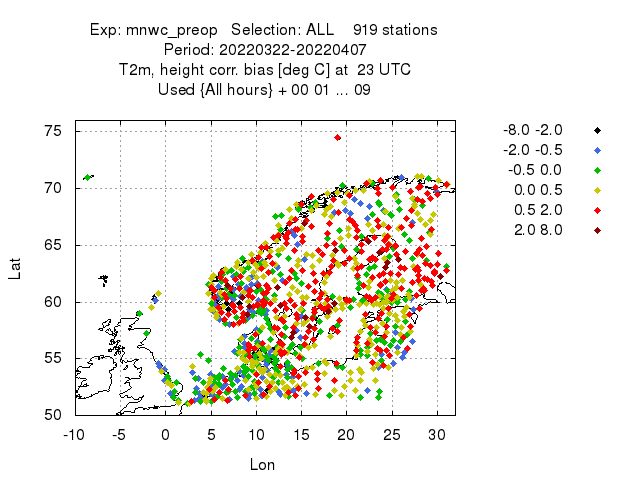 Exp: mnwc_preop   Selection: ALL    919 stations
Period: 20220322-20220407
T2m, height corr. bias [deg C] at  23 UTC
Used {All hours} + 00 01 ... 09
-8.0 -2.0
-2.0 -0.5
-0.5 0.0
0.0 0.5
0.5 2.0
2.0 8.0
75
70
65
60
55
50
Lat
-10 -5 0 5 10 15 20 25 30
Lon